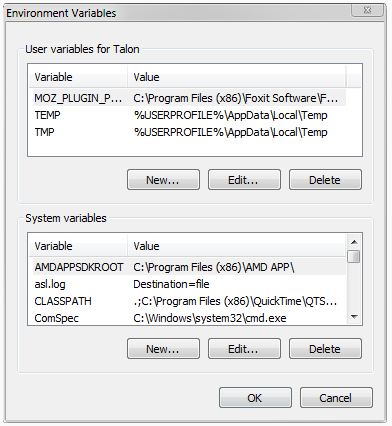 Environment Variables
User variables for Talon
Variable Value
MOZ_PLUGIN_P... C:\Program Files (x86)\Foxit Software\F...
TEMP %USERPROFILE%\AppData\Local\Temp
TMP %USERPROFILE%\AppData\Local\Temp
New... Edit... Delete
System variables
Variable Value
AMDAPPSDKROOT C:\Program Files (x86)\AMD APP\
asl.log Destination=file
CLASSPATH .;C:\Program Files (x86)\QuickTime\QTS...
ComSpec C:\Windows\system32\cmd.exe
New... Edit... Delete
OK Cancel